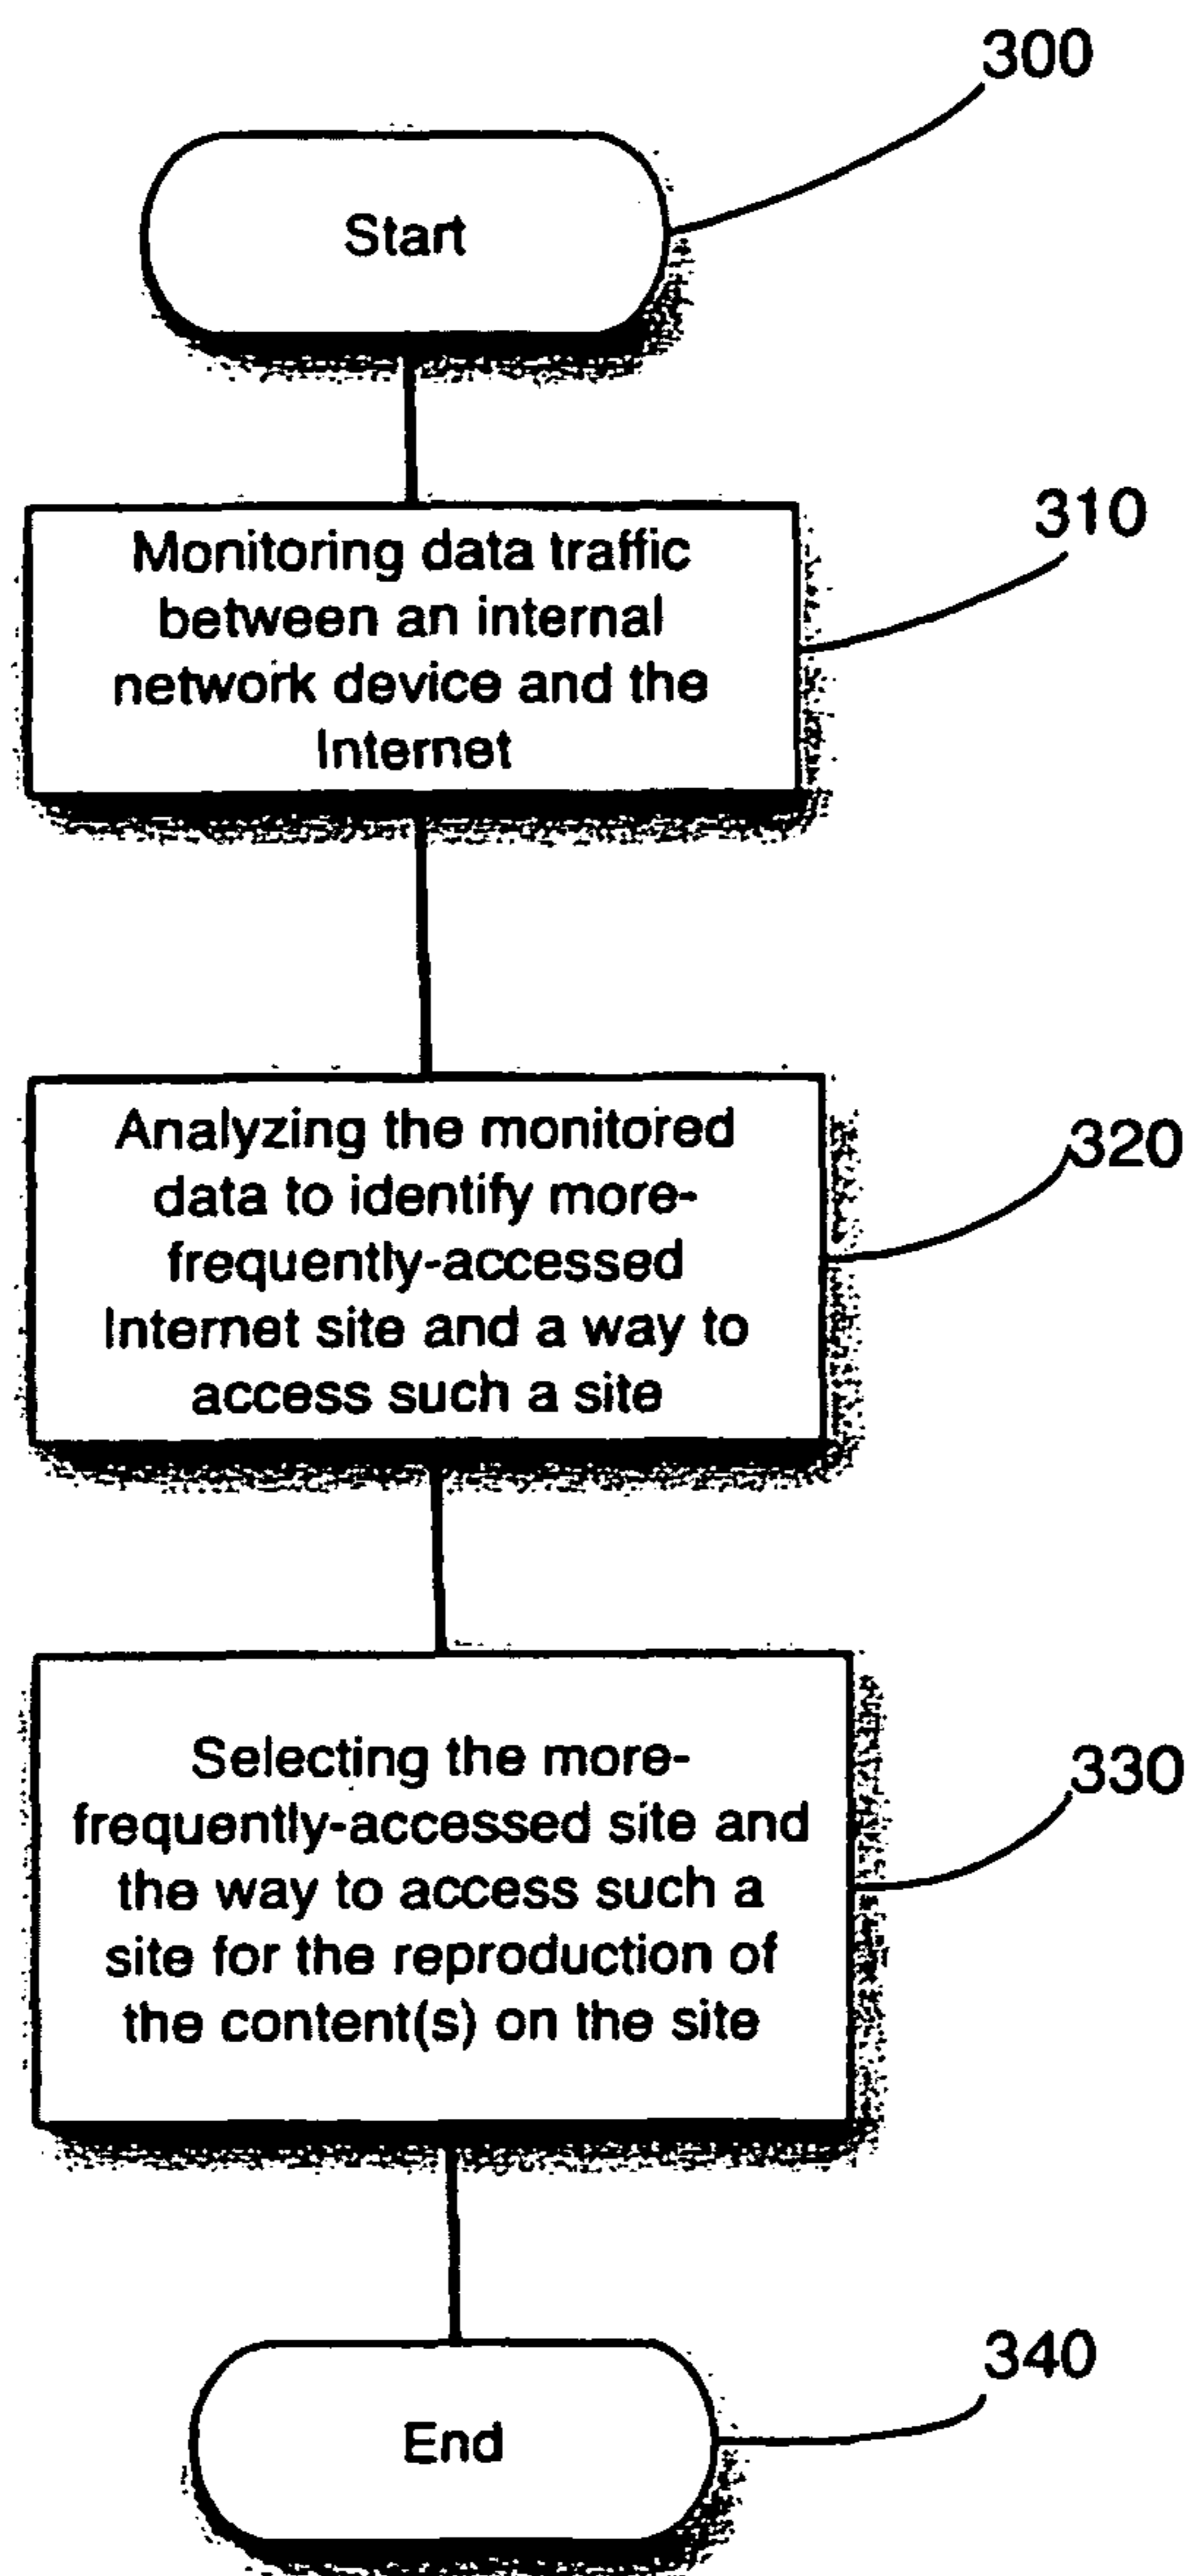 300
Start
310
Monitoring data traffic
between an internal
network device and the
Internet
320
Analyzing the monitored
data to identify more-
frequently-accessed
Internet site and a way to
access such a site
330
Selecting the more-
frequently-accessed site and
the way to access such a
site for the reproduction of
the content(s) on the site
340
End